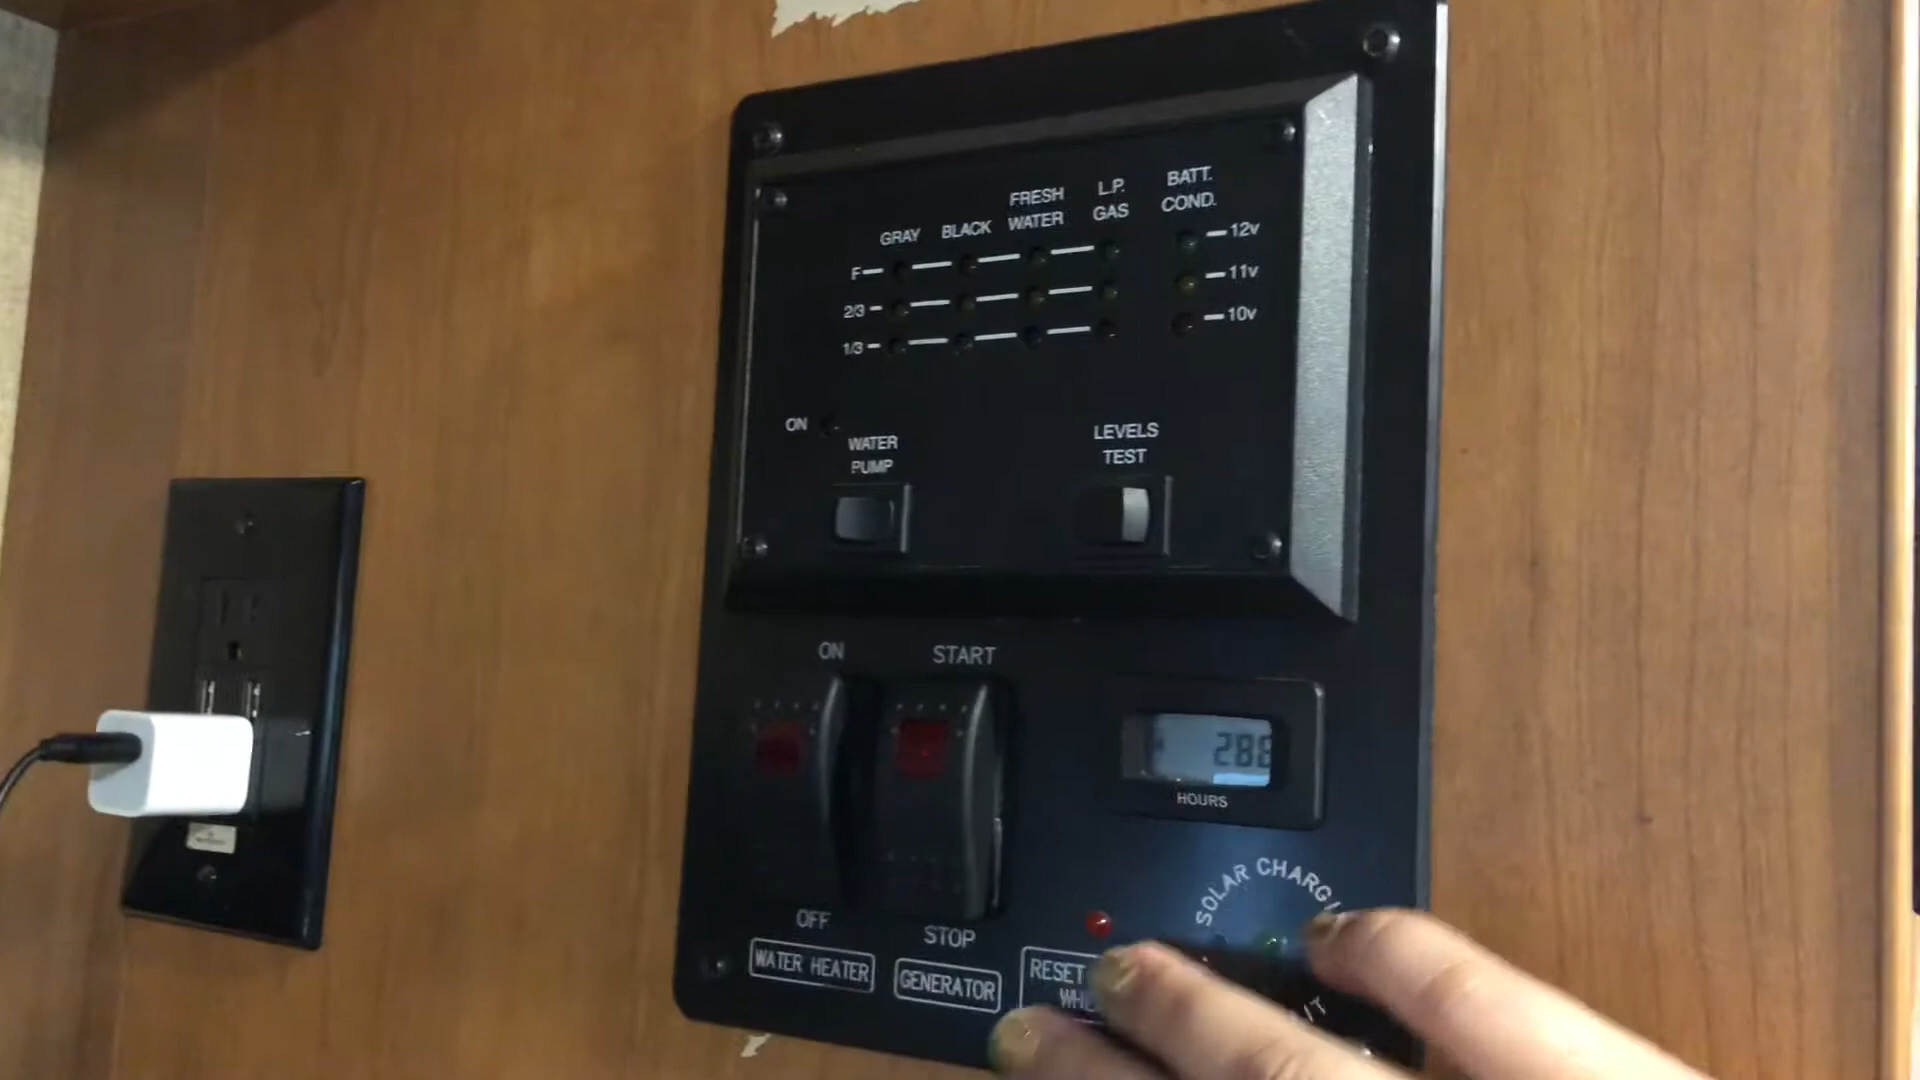 BATT.
COND.
L.P.
GAS
FRESH
WATER
BLACK
GRAY
F
12v
2/3
11v
1/3
10v
ON
WATER
PUMP
LEVELS
TEST
ON
START
288
HOURS
SOLAR
OFF
STOP
WATER HEATER
GENERATOR
RESET